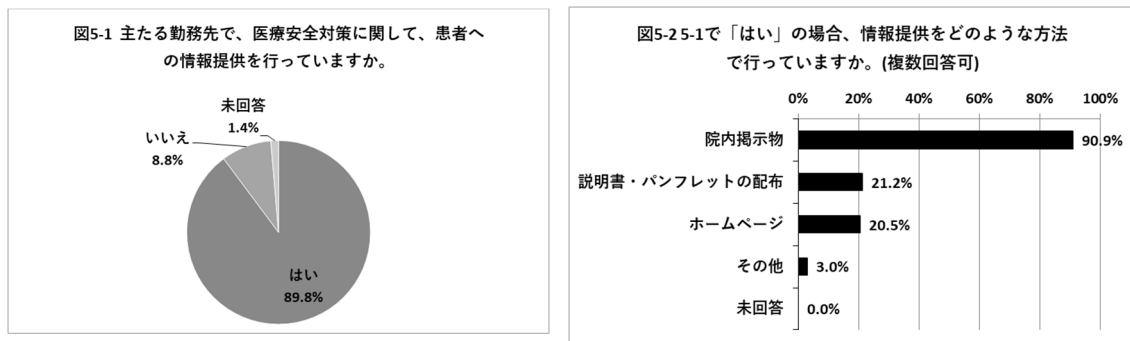 図5-1 主たる勤務先で、医療安全対策に関して、患者へ
の情報提供を行っていますか。
未回答
1.4%
いいえ
8.8%
はい
89.8%
図5-2 5-1で「はい」の場合、情報提供をどのような方法
で行っていますか。(複数回答可)
0% 20% 40% 60% 80% 100%
院内掲示物 90.9%
説明書・パンフレットの配布 21.2%
ホームページ 20.5%
その他 3.0%
未回答 0.0%